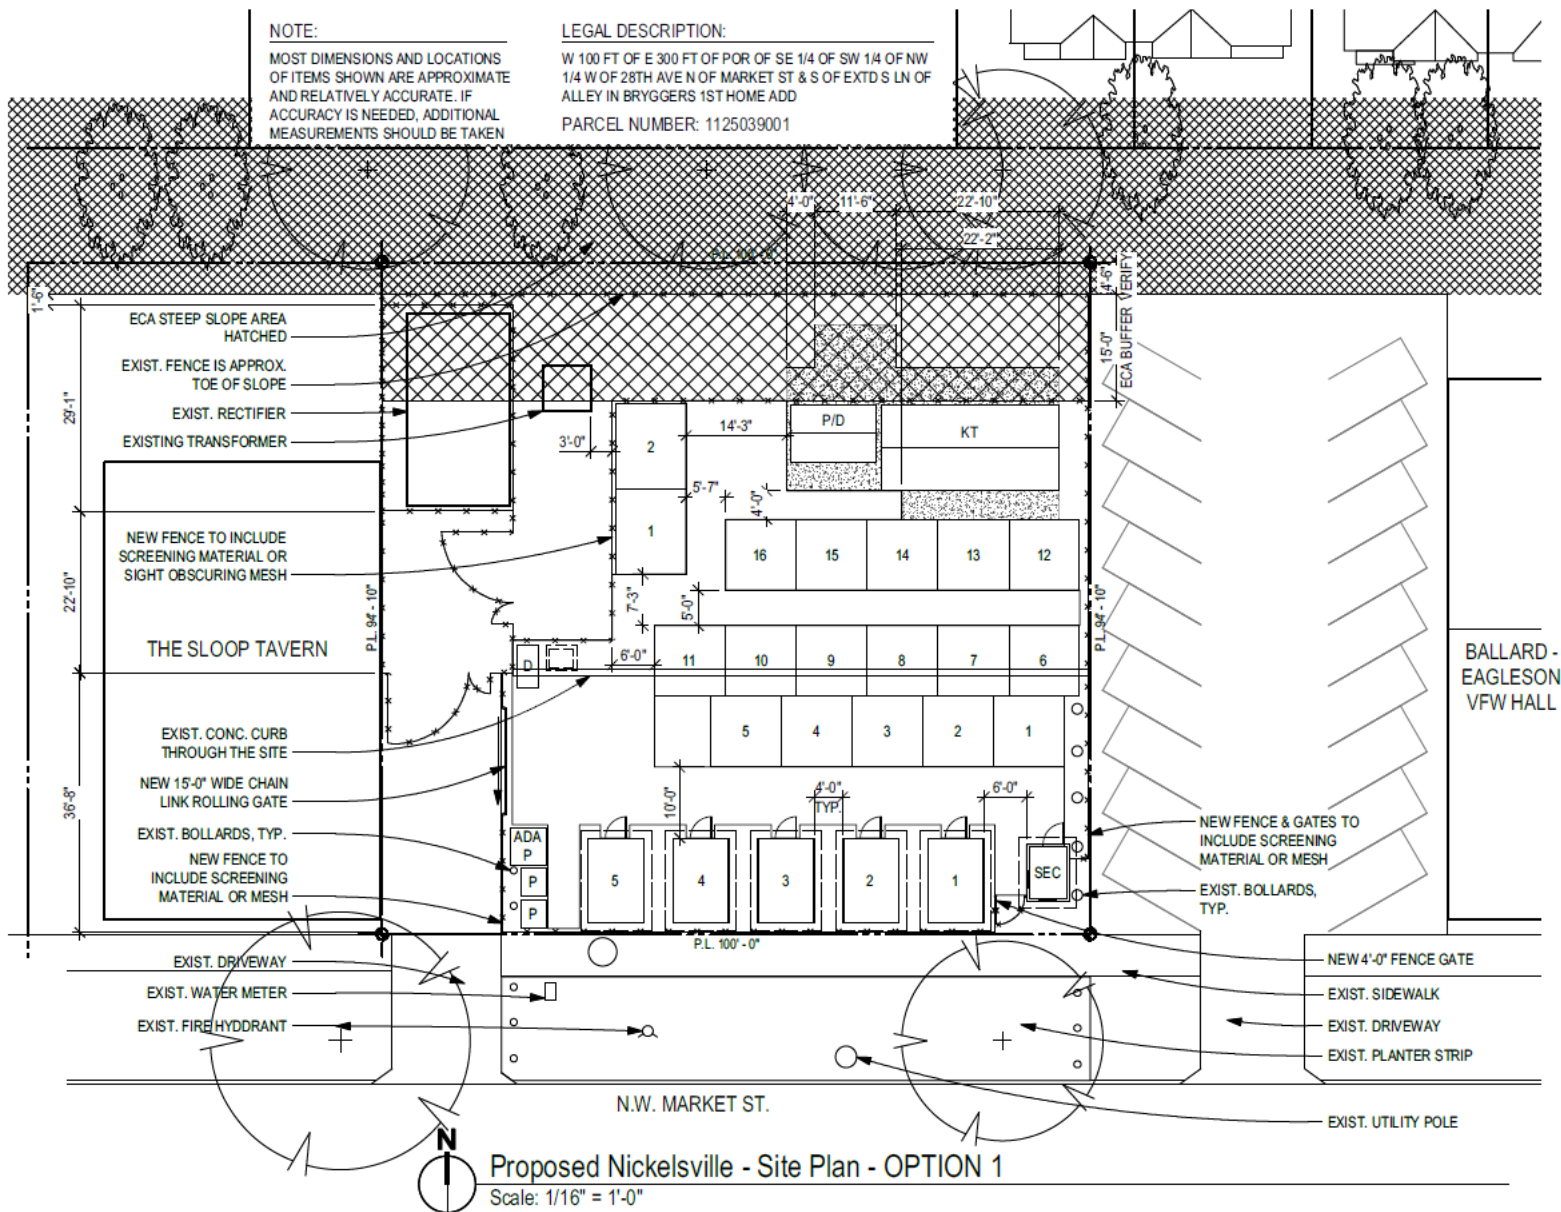 NOTE:
MOST DIMENSIONS AND LOCATIONS
OF ITEMS SHOWN ARE APPROXIMATE
AND RELATIVELY ACCURATE. IF
ACCURACY IS NEEDED, ADDITIONAL
MEASUREMENTS SHOULD BE TAKEN
LEGAL DESCRIPTION:
W 100 FT OF E 300 FT OF POR OF SE 1/4 OF SW 1/4 OF NW
1/4 W OF 28TH AVE N OF MARKET ST & S OF EXTD S LN OF
ALLEY IN BRYGGERS 1ST HOME ADD
PARCEL NUMBER: 1125039001
4'-0"
11'-6"
22'-10"
22'-2"
P.L. 100' - 0"
1'-6"
4'-6"
15'-0"
ECA BUFFER VERIFY
ECA STEEP SLOPE AREA
HATCHED
EXIST. FENCE IS APPROX.
TOE OF SLOPE
EXIST. RECTIFIER
EXISTING TRANSFORMER
29'-1"
3'-0"
2
14'-3"
P/D
KT
5'-7"
4'-0"
1
16
15
14
13
12
NEW FENCE TO INCLUDE
SCREENING MATERIAL OR
SIGHT OBSCURING MESH
22'-10"
P.L. 94' - 10"
7'-3"
5'-0"
P.L. 94' - 10"
THE SLOOP TAVERN
D
6'-0"
11
10
9
8
7
6
BALLARD -
EAGLESON
VFW HALL
5
4
3
2
1
EXIST. CONC. CURB
THROUGH THE SITE
NEW 15'-0" WIDE CHAIN
LINK ROLLING GATE
36'-8"
10'-0"
4'-0"
TYP.
6'-0"
EXIST. BOLLARDS, TYP.
NEW FENCE TO
INCLUDE SCREENING
MATERIAL OR MESH
ADA
P
P
P
5
4
3
2
1
SEC
NEW FENCE & GATES TO
INCLUDE SCREENING
MATERIAL OR MESH
EXIST. BOLLARDS,
TYP.
P.L. 100' - 0"
EXIST. DRIVEWAY
EXIST. WATER METER
EXIST. FIRE HYDDRANT
NEW 4'-0" FENCE GATE
EXIST. SIDEWALK
EXIST. DRIVEWAY
EXIST. PLANTER STRIP
EXIST. UTILITY POLE
N.W. MARKET ST.
N
Proposed Nickelsville - Site Plan - OPTION 1
Scale: 1/16" = 1'-0"